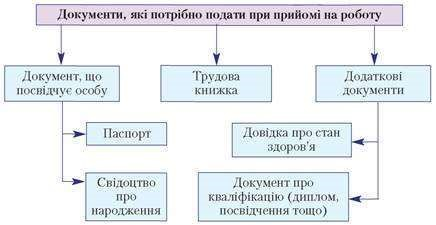 Документи, які потрібно подати при прийомі на роботу
Документ, що
посвідчує особу
Трудова
книжка
Додаткові
документи
Паспорт
Довідка про стан
здоров'я
Свідоцтво
про
народження
Документ про
кваліфікацію (диплом,
посвідчення тощо)